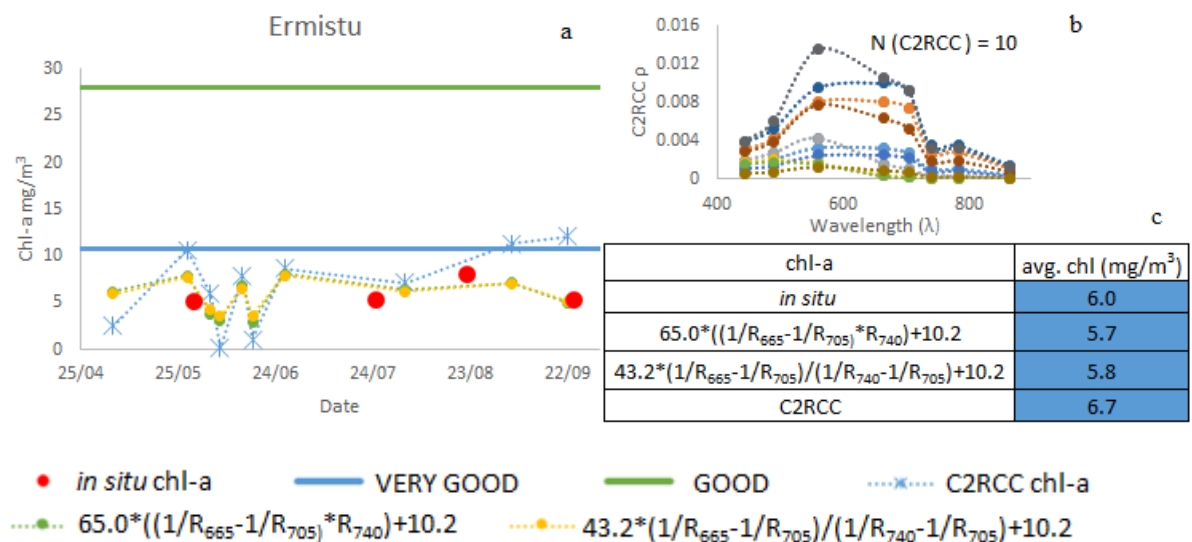 Ermistu
a
30
25
20
15
10
5
0
Chl-a mg/m³
25/04 25/05 24/06 24/07 23/08 22/09
Date
b
N (C2RCC) = 10
0.016
0.012
0.008
0.004
0
C2RCC ρ
400 600 800
Wavelength (λ)
c
chl-a avg. chl (mg/m³)
in situ 6.0
65.0*((1/R₆₆₅-1/R₇₀₅)*R₇₄₀)+10.2 5.7
43.2*(1/R₆₆₅-1/R₇₀₅)/(1/R₇₄₀-1/R₇₀₅)+10.2 5.8
C2RCC 6.7
in situ chl-a VERY GOOD GOOD C2RCC chl-a
65.0*((1/R₆₆₅-1/R₇₀₅)*R₇₄₀)+10.2 43.2*(1/R₆₆₅-1/R₇₀₅)/(1/R₇₄₀-1/R₇₀₅)+10.2